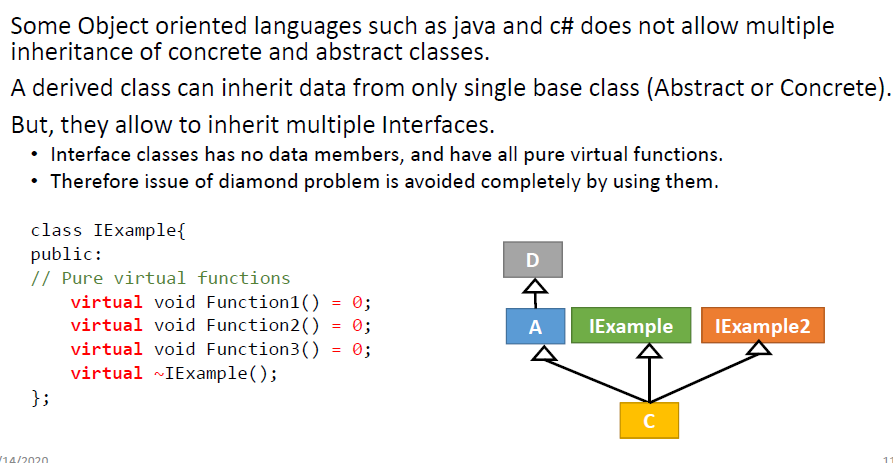 Some Object oriented languages such as java and c# does not allow multiple
inheritance of concrete and abstract classes.
A derived class can inherit data from only single base class (Abstract or Concrete).
But, they allow to inherit multiple Interfaces.
• Interface classes has no data members, and have all pure virtual functions.
• Therefore issue of diamond problem is avoided completely by using them.
class IExample{
public:
// Pure virtual functions
virtual void Function1() = 0;
virtual void Function2() = 0;
virtual void Function3() = 0;
virtual ~IExample();
};
D
A
IExample
IExample2
C
/14/2020